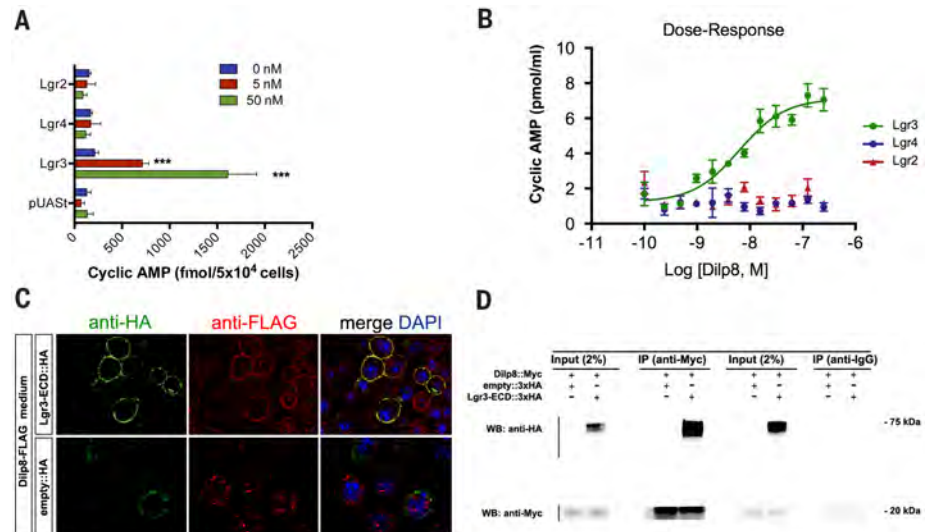 A
0 nM
5 nM
50 nM
Lgr2
Lgr4
Lgr3
***
***
pUASt
0
500
1000
1500
2000
2500
Cyclic AMP (fmol/5x10⁴ cells)
B
Dose-Response
10
8
6
4
2
0
Cyclic AMP (pmol/ml)
-11
-10
-9
-8
-7
-6
Log [Dilp8, M]
Lgr3
Lgr4
Lgr2
C
anti-HA
anti-FLAG
merge DAPI
Dilp8-FLAG medium
Lgr3-ECD::HA
empty::HA
D
Input (2%) IP (anti-Myc) Input (2%) IP (anti-IgG)
Dilp8::Myc + + + + + + + +
empty::3xHA + + + +
Lgr3-ECD::3xHA + + + +
WB: anti-HA
- 75 kDa
WB: anti-Myc
- 20 kDa